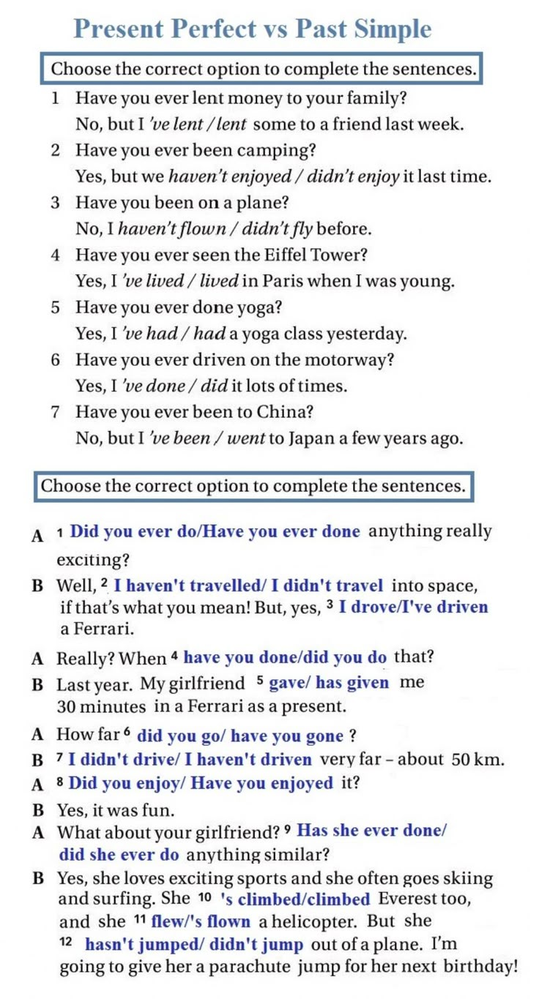 Present Perfect vs Past Simple
Choose the correct option to complete the sentences.
1 Have you ever lent money to your family?
No, but I 've lent / lent some to a friend last week.
2 Have you ever been camping?
Yes, but we haven't enjoyed / didn't enjoy it last time.
3 Have you been on a plane?
No, I haven't flown / didn't fly before.
4 Have you ever seen the Eiffel Tower?
Yes, I 've lived / lived in Paris when I was young.
5 Have you ever done yoga?
Yes, I 've had / had a yoga class yesterday.
6 Have you ever driven on the motorway?
Yes, I 've done / did it lots of times.
7 Have you ever been to China?
No, but I 've been / went to Japan a few years ago.
Choose the correct option to complete the sentences.
A 1 Did you ever do/Have you ever done anything really
exciting?
B Well, 2 I haven't travelled/ I didn't travel into space,
if that's what you mean! But, yes, 3 I drove/I've driven
a Ferrari.
A Really? When 4 have you done/did you do that?
B Last year. My girlfriend 5 gave/ has given me
30 minutes in a Ferrari as a present.
A How far 6 did you go/ have you gone ?
B 7 I didn't drive/ I haven't driven very far – about 50 km.
A 8 Did you enjoy/ Have you enjoyed it?
B Yes, it was fun.
A What about your girlfriend? 9 Has she ever done/
did she ever do anything similar?
B Yes, she loves exciting sports and she often goes skiing
and surfing. She 10 's climbed/climbed Everest too,
and she 11 flew/'s flown a helicopter. But she
12 hasn't jumped/ didn't jump out of a plane. I'm
going to give her a parachute jump for her next birthday!